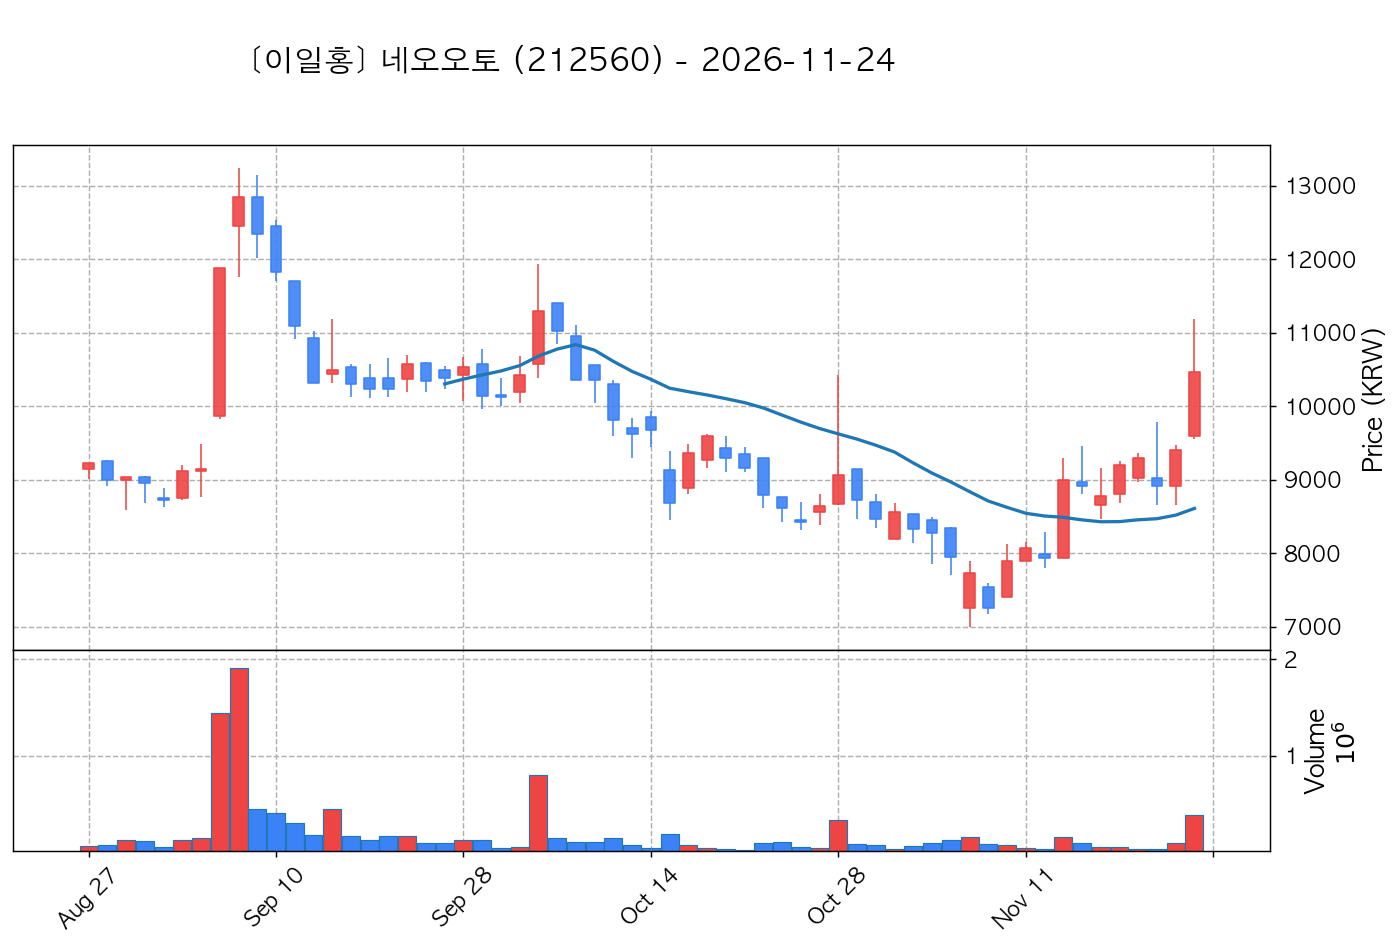 [이일홍] 네오오토 (212560) - 2026-11-24
13000
12000
11000
10000
9000
8000
7000
Price (KRW)
2
1
Volume
10⁶
Aug 27
Sep 10
Sep 28
Oct 14
Oct 28
Nov 11